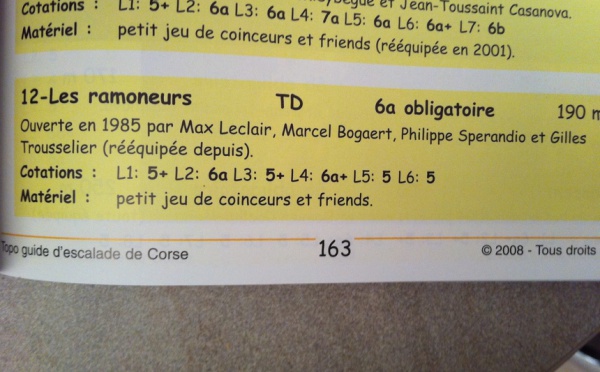 et Jean-Toussaint Casanova.
Cotations : L1: 5+ L2: 6a L3: 6a L4: 7a L5: 6a L6: 6a+ L7: 6b
Matériel : petit jeu de coinceurs et friends (rééquipée en 2001).
12-Les ramoneurs TD 6a obligatoire 190 m
Ouverte en 1985 par Max Leclair, Marcel Bogaert, Philippe Sperandio et Gilles
Trousselier (rééquipée depuis).
Cotations : L1: 5+ L2: 6a L3: 5+ L4: 6a+ L5: 5 L6: 5
Matériel : petit jeu de coinceurs et friends.
Topo guide d'escalade de Corse 163 © 2008 - Tous droits